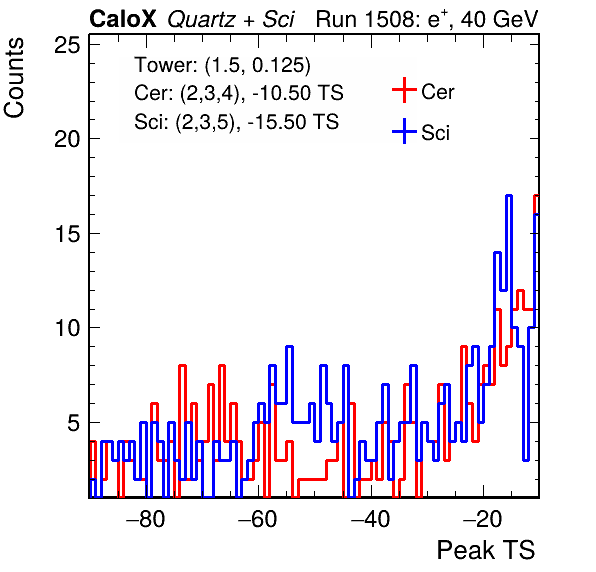 CaloX Quartz + Sci Run 1508: e⁺, 40 GeV
Counts
25
20
15
10
5
Tower: (1.5, 0.125)
Cer: (2,3,4), -10.50 TS
Sci: (2,3,5), -15.50 TS
Cer
Sci
−80 −60 −40 −20
Peak TS